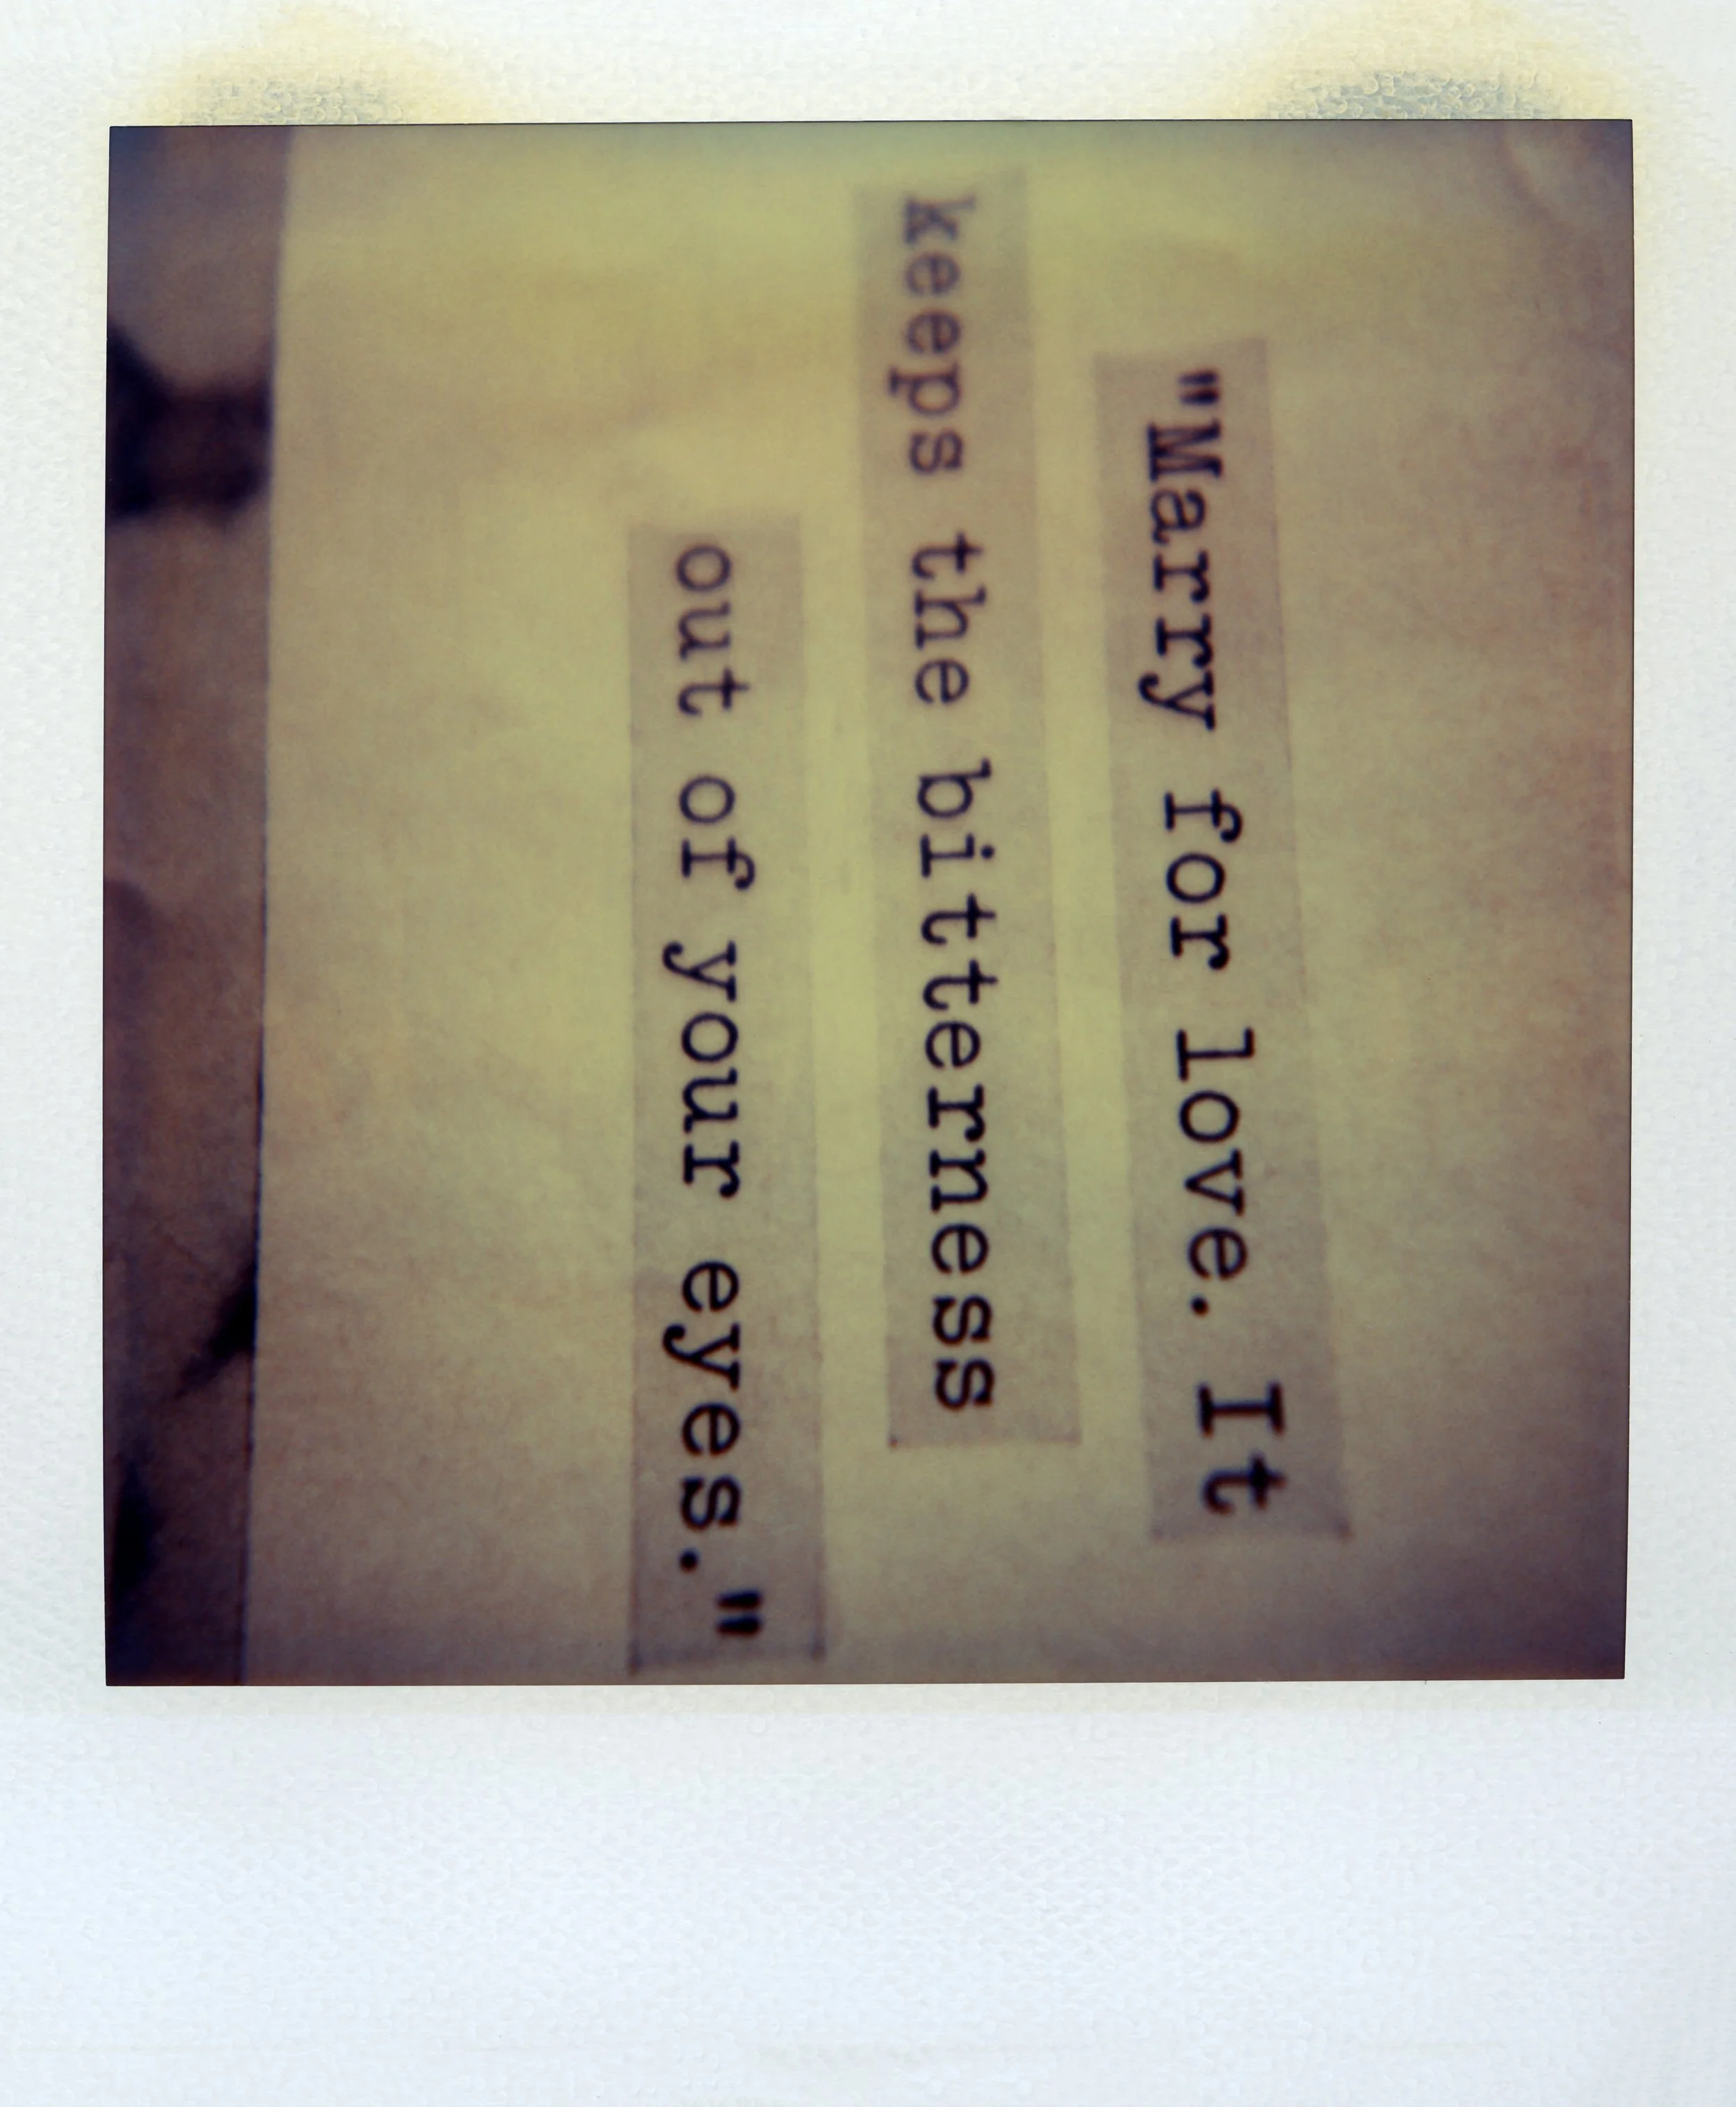 "Marry for love. It
keeps the bitterness
out of your eyes."